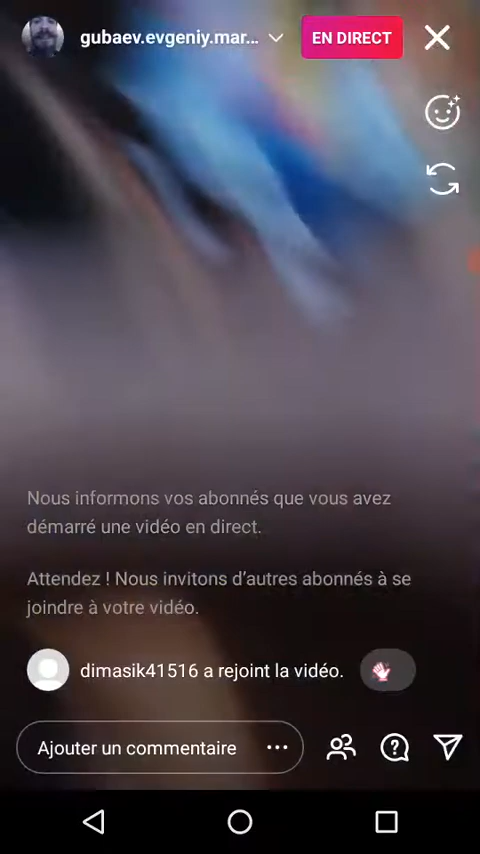 gubaev.evgeniy.mar...
EN DIRECT
Nous informons vos abonnés que vous avez
démarré une vidéo en direct.
Attendez ! Nous invitons d’autres abonnés à se
joindre à votre vidéo.
dimasik41516 a rejoint la vidéo.
Ajouter un commentaire